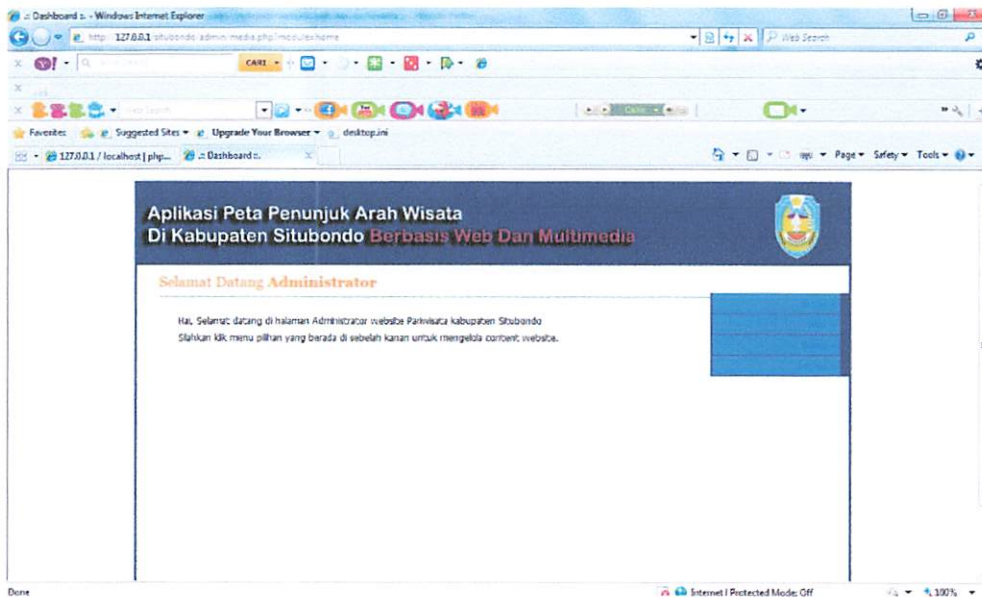 .: Dashboard :. - Windows Internet Explorer
http://127.0.0.1/situbondo/admin/media.php?module=home
Web Search
CARI
Web Search
Favorites Suggested Sites Upgrade Your Browser desktop.ini
127.0.0.1 / localhost | php... .: Dashboard :.
Page Safety Tools
Aplikasi Peta Penunjuk Arah Wisata
Di Kabupaten Situbondo Berbasis Web Dan Multimedia
Selamat Datang Administrator
Hai, Selamat datang di halaman Administrator website Pariwisata kabupaten Situbondo
Silahkan klik menu pilihan yang berada di sebelah kanan untuk mengelola content website.
Done
Internet | Protected Mode: Off
100%